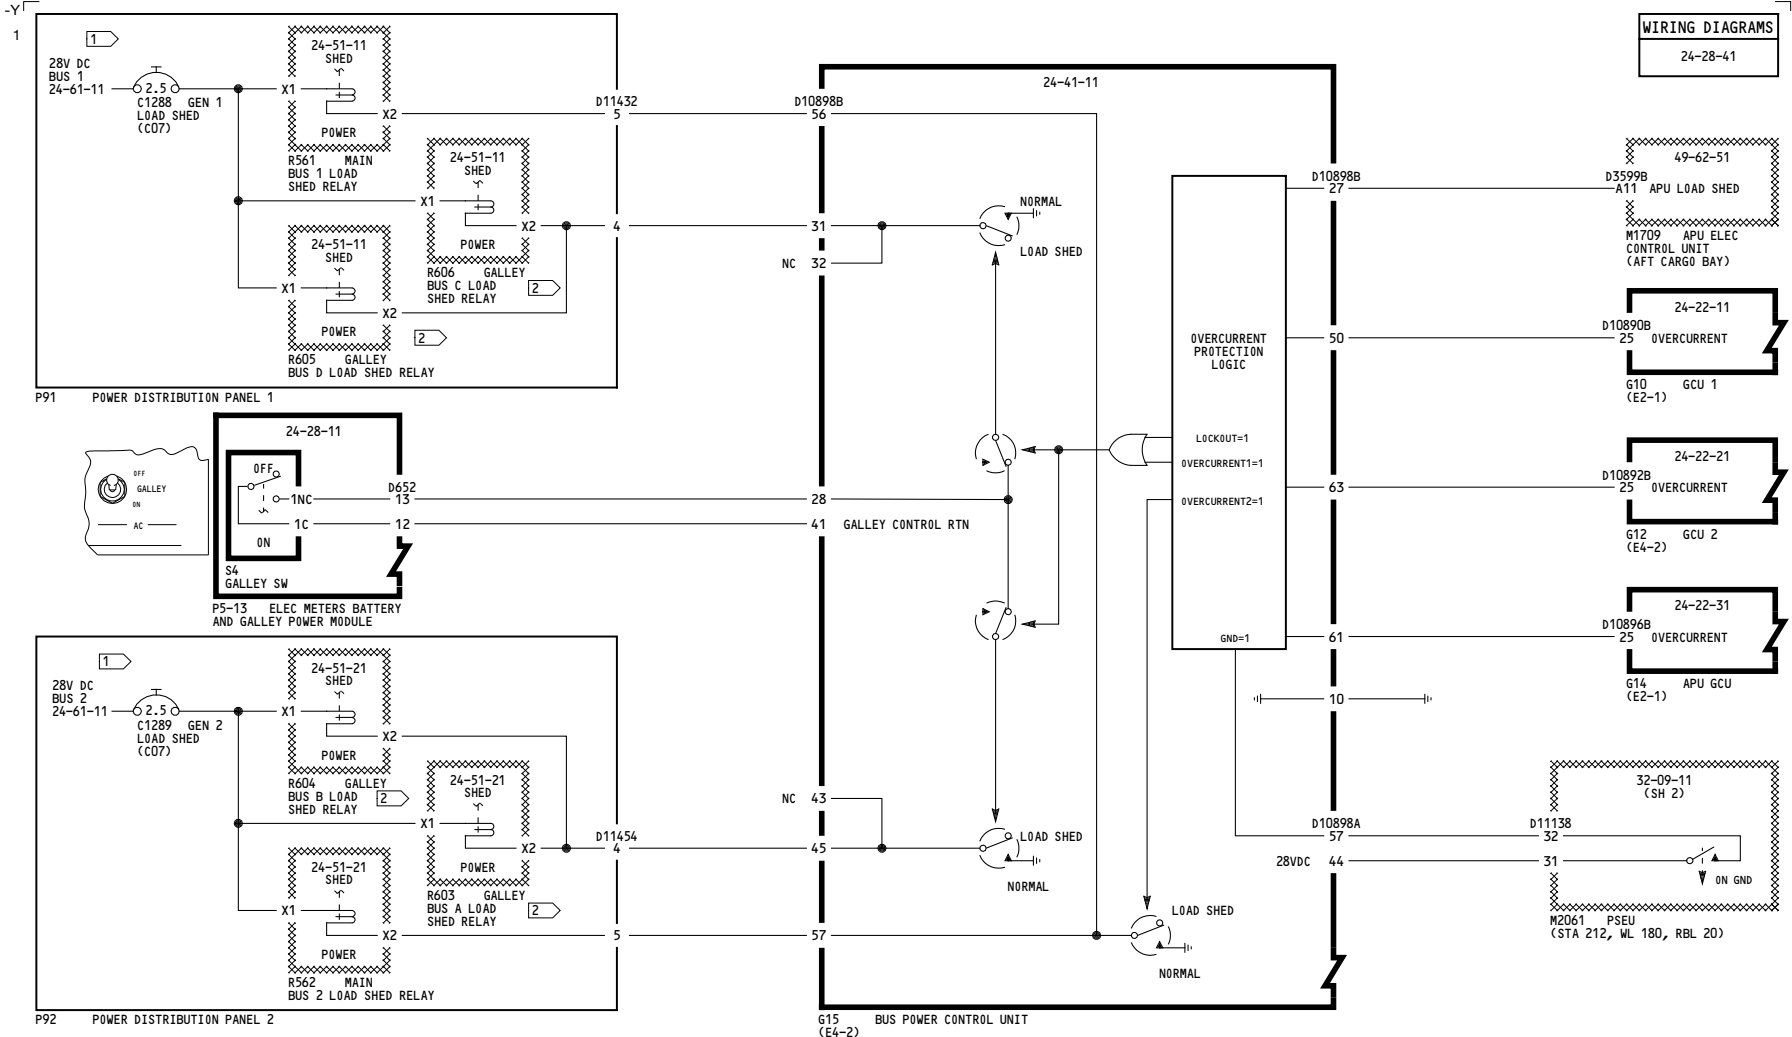 -Y
1
1
28V DC
BUS 1
24-61-11
2.5
C1288 GEN 1
LOAD SHED
(C07)
24-51-11
SHED
X1
X2
POWER
R561 MAIN
BUS 1 LOAD
SHED RELAY
24-51-11
SHED
X1
X2
POWER
R606 GALLEY
BUS C LOAD
SHED RELAY
2
24-51-11
SHED
X1
X2
POWER
R605 GALLEY
BUS D LOAD SHED RELAY
2
D11432
5
4
P91 POWER DISTRIBUTION PANEL 1
OFF
GALLEY
ON
AC
24-28-11
OFF
1NC
1C
ON
S4
GALLEY SW
D652
13
12
P5-13 ELEC METERS BATTERY
AND GALLEY POWER MODULE
1
28V DC
BUS 2
24-61-11
2.5
C1289 GEN 2
LOAD SHED
(C07)
24-51-21
SHED
X1
X2
POWER
R604 GALLEY
BUS B LOAD
SHED RELAY
2
24-51-21
SHED
X1
X2
POWER
R603 GALLEY
BUS A LOAD
SHED RELAY
2
24-51-21
SHED
X1
X2
POWER
R562 MAIN
BUS 2 LOAD SHED RELAY
D11454
4
5
P92 POWER DISTRIBUTION PANEL 2
24-41-11
D10898B
56
31
NC 32
28
41 GALLEY CONTROL RTN
NC 43
45
57
NORMAL
LOAD SHED
LOAD SHED
NORMAL
LOAD SHED
NORMAL
OVERCURRENT
PROTECTION
LOGIC
LOCKOUT=1
OVERCURRENT1=1
OVERCURRENT2=1
GND=1
D10898B
27
50
63
61
10
D10898A
57
28VDC 44
G15 BUS POWER CONTROL UNIT
(E4-2)
WIRING DIAGRAMS
24-28-41
49-62-51
D3599B
A11 APU LOAD SHED
M1709 APU ELEC
CONTROL UNIT
(AFT CARGO BAY)
24-22-11
D10890B
25 OVERCURRENT
G10 GCU 1
(E2-1)
24-22-21
D10892B
25 OVERCURRENT
G12 GCU 2
(E4-2)
24-22-31
D10896B
25 OVERCURRENT
G14 APU GCU
(E2-1)
32-09-11
(SH 2)
D11138
32
31
ON GND
M2061 PSEU
(STA 212, WL 180, RBL 20)